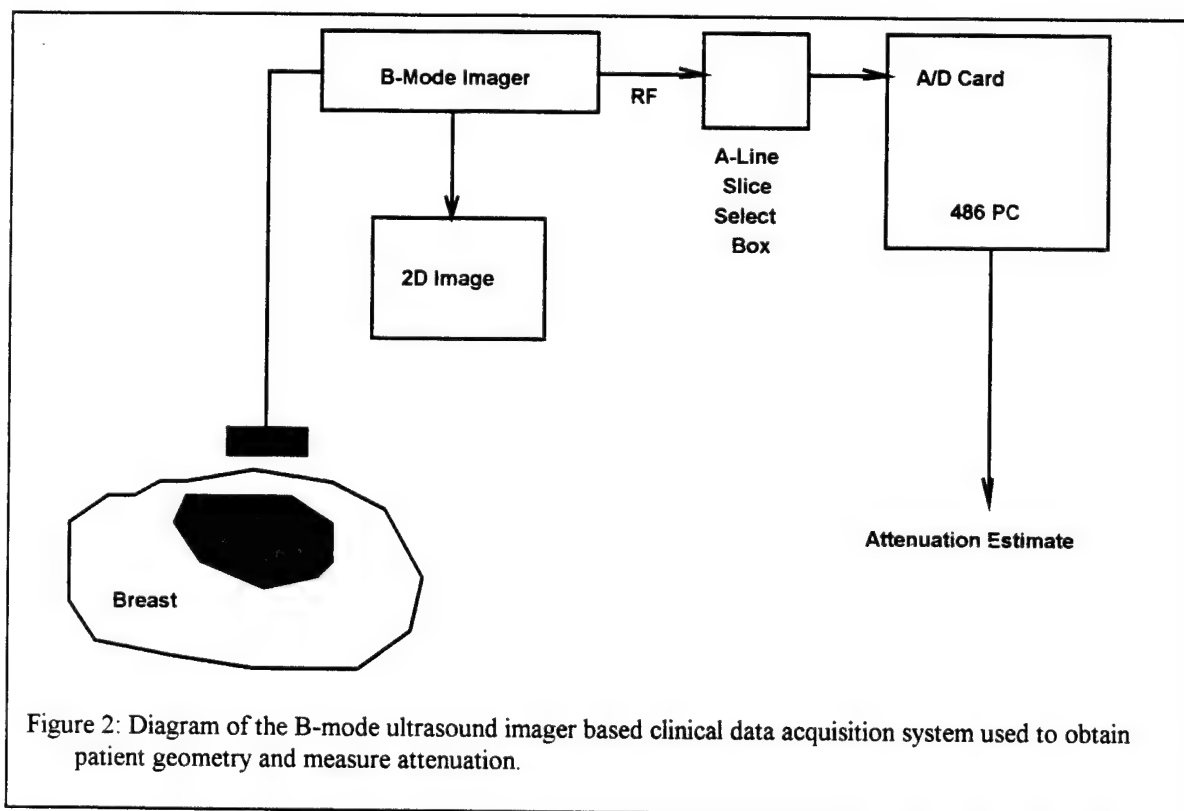 B-Mode Imager
RF
A/D Card
A-Line
Slice
Select
Box
486 PC
2D Image
Attenuation Estimate
Breast
Figure 2: Diagram of the B-mode ultrasound imager based clinical data acquisition system used to obtain
patient geometry and measure attenuation.